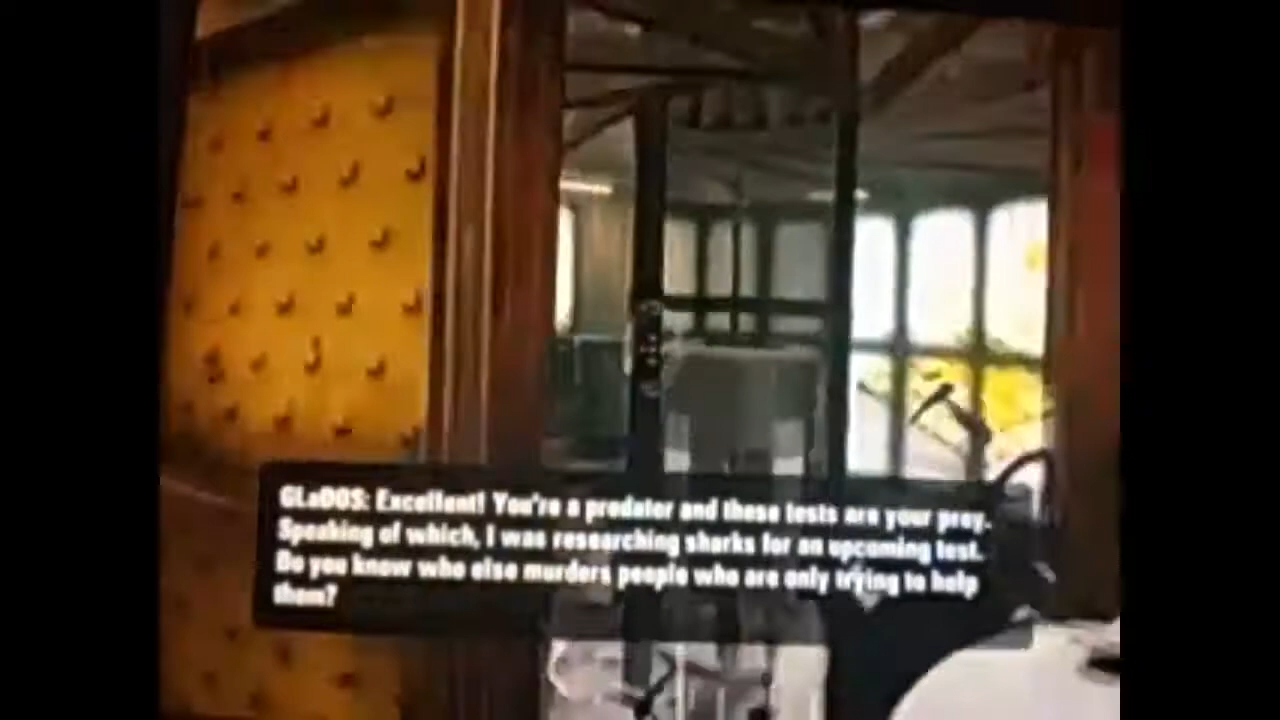 GLaDOS: Excellent! You're a predator and these tests are your prey.
Speaking of which, I was researching sharks for an upcoming test.
Do you know who else murders people who are only trying to help
them?